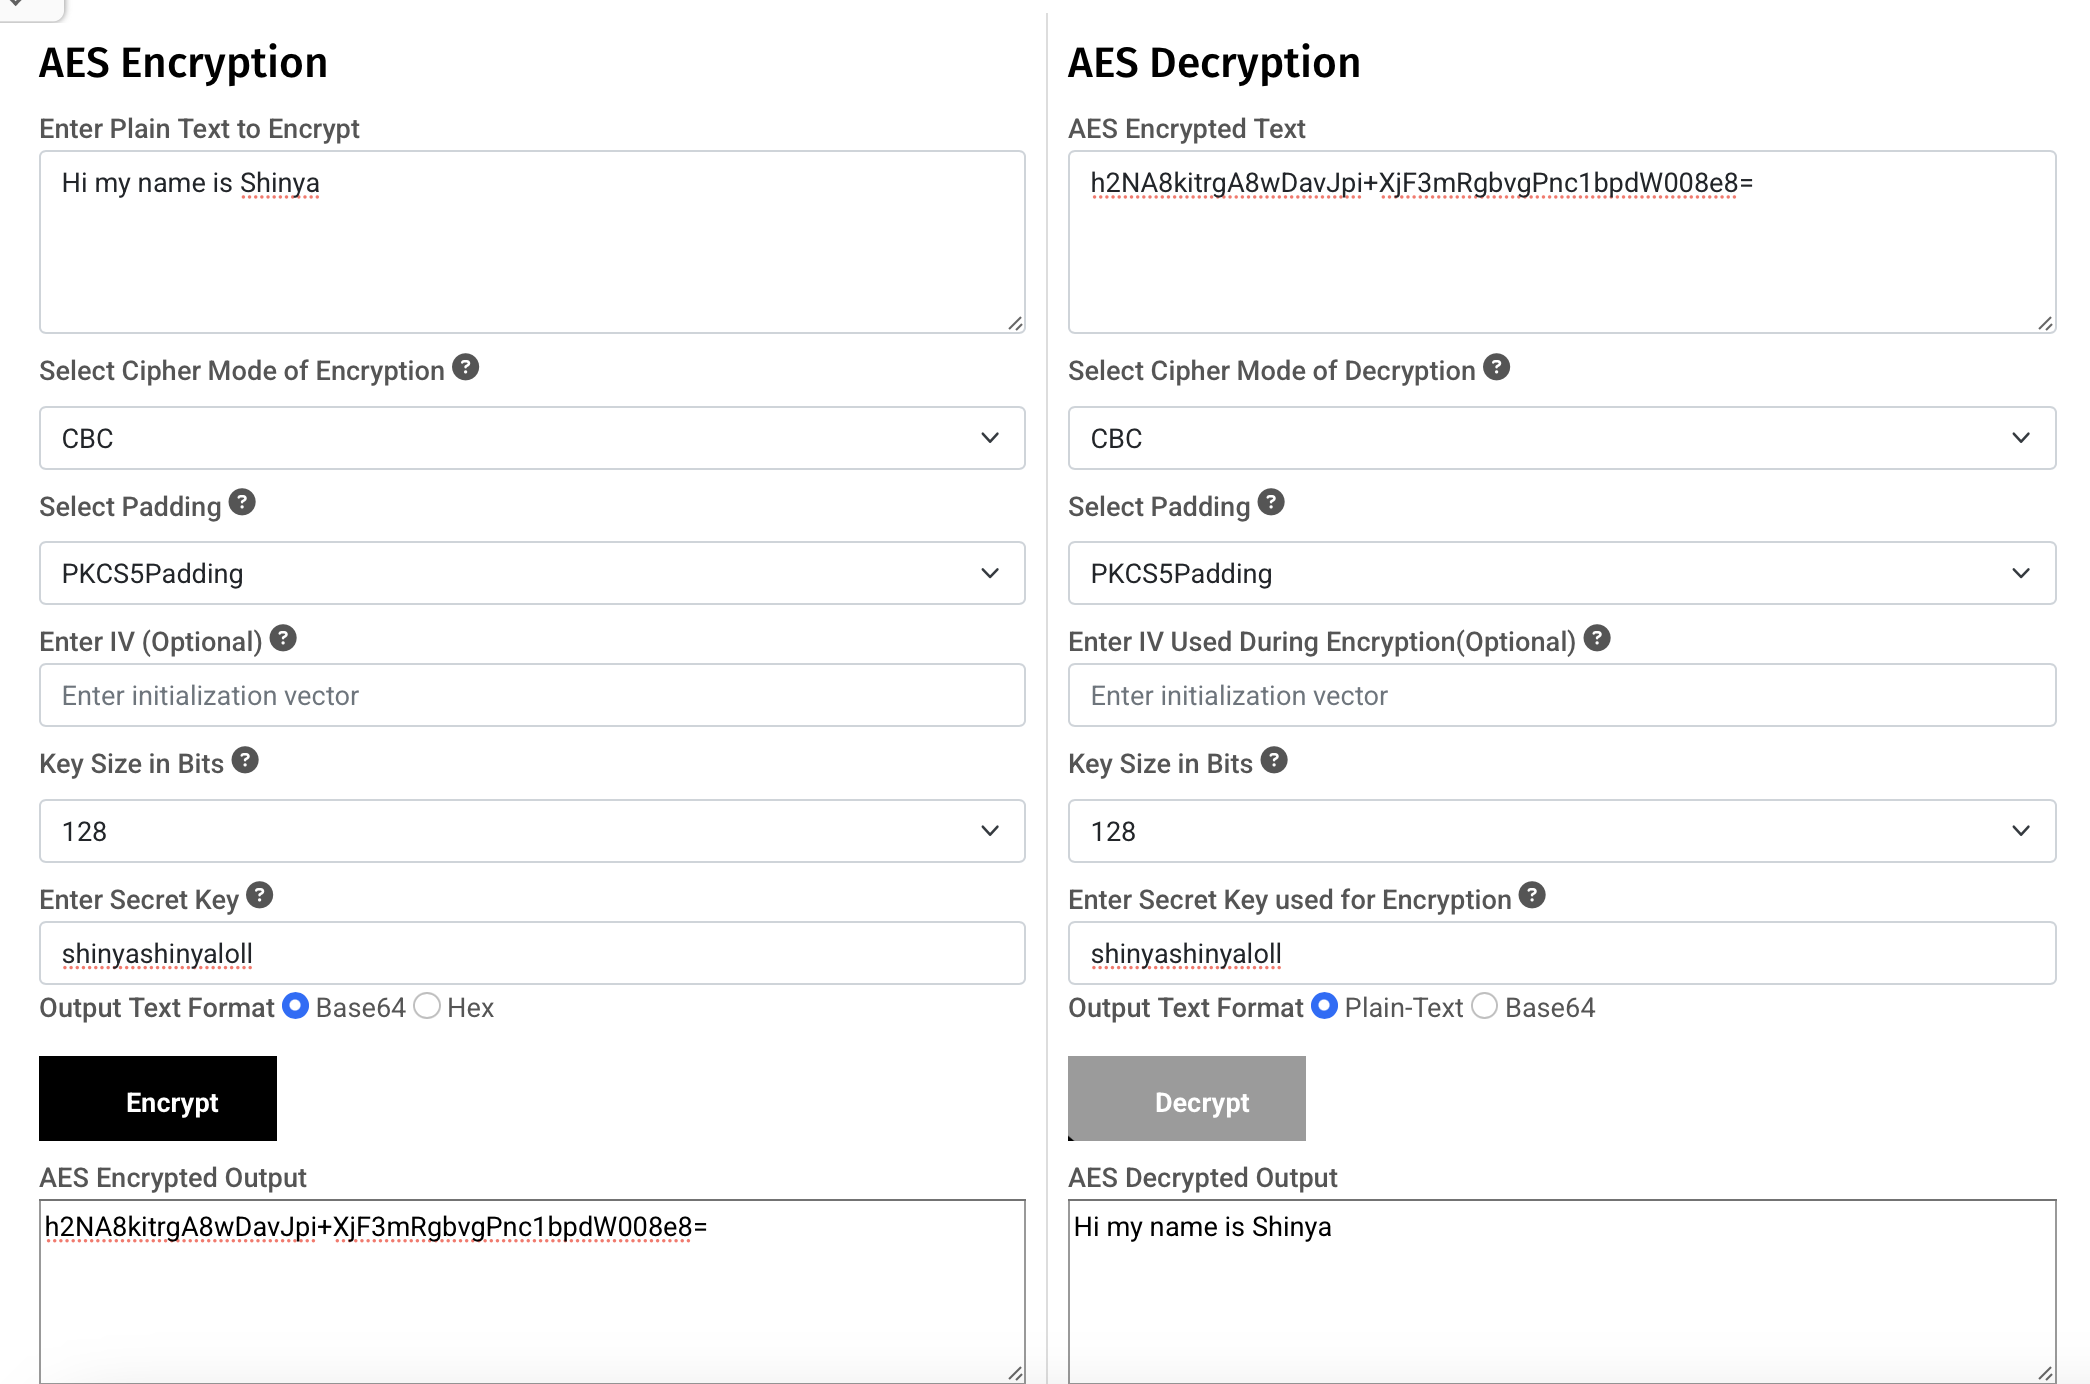 AES Encryption
Enter Plain Text to Encrypt
Hi my name is Shinya
Select Cipher Mode of Encryption ?
CBC
Select Padding ?
PKCS5Padding
Enter IV (Optional) ?
Enter initialization vector
Key Size in Bits ?
128
Enter Secret Key ?
shinyashinyaloll
Output Text Format Base64 Hex
Encrypt
AES Encrypted Output
h2NA8kitrgA8wDavJpi+XjF3mRgbvgPnc1bpdW008e8=
AES Decryption
AES Encrypted Text
h2NA8kitrgA8wDavJpi+XjF3mRgbvgPnc1bpdW008e8=
Select Cipher Mode of Decryption ?
CBC
Select Padding ?
PKCS5Padding
Enter IV Used During Encryption(Optional) ?
Enter initialization vector
Key Size in Bits ?
128
Enter Secret Key used for Encryption ?
shinyashinyaloll
Output Text Format Plain-Text Base64
Decrypt
AES Decrypted Output
Hi my name is Shinya